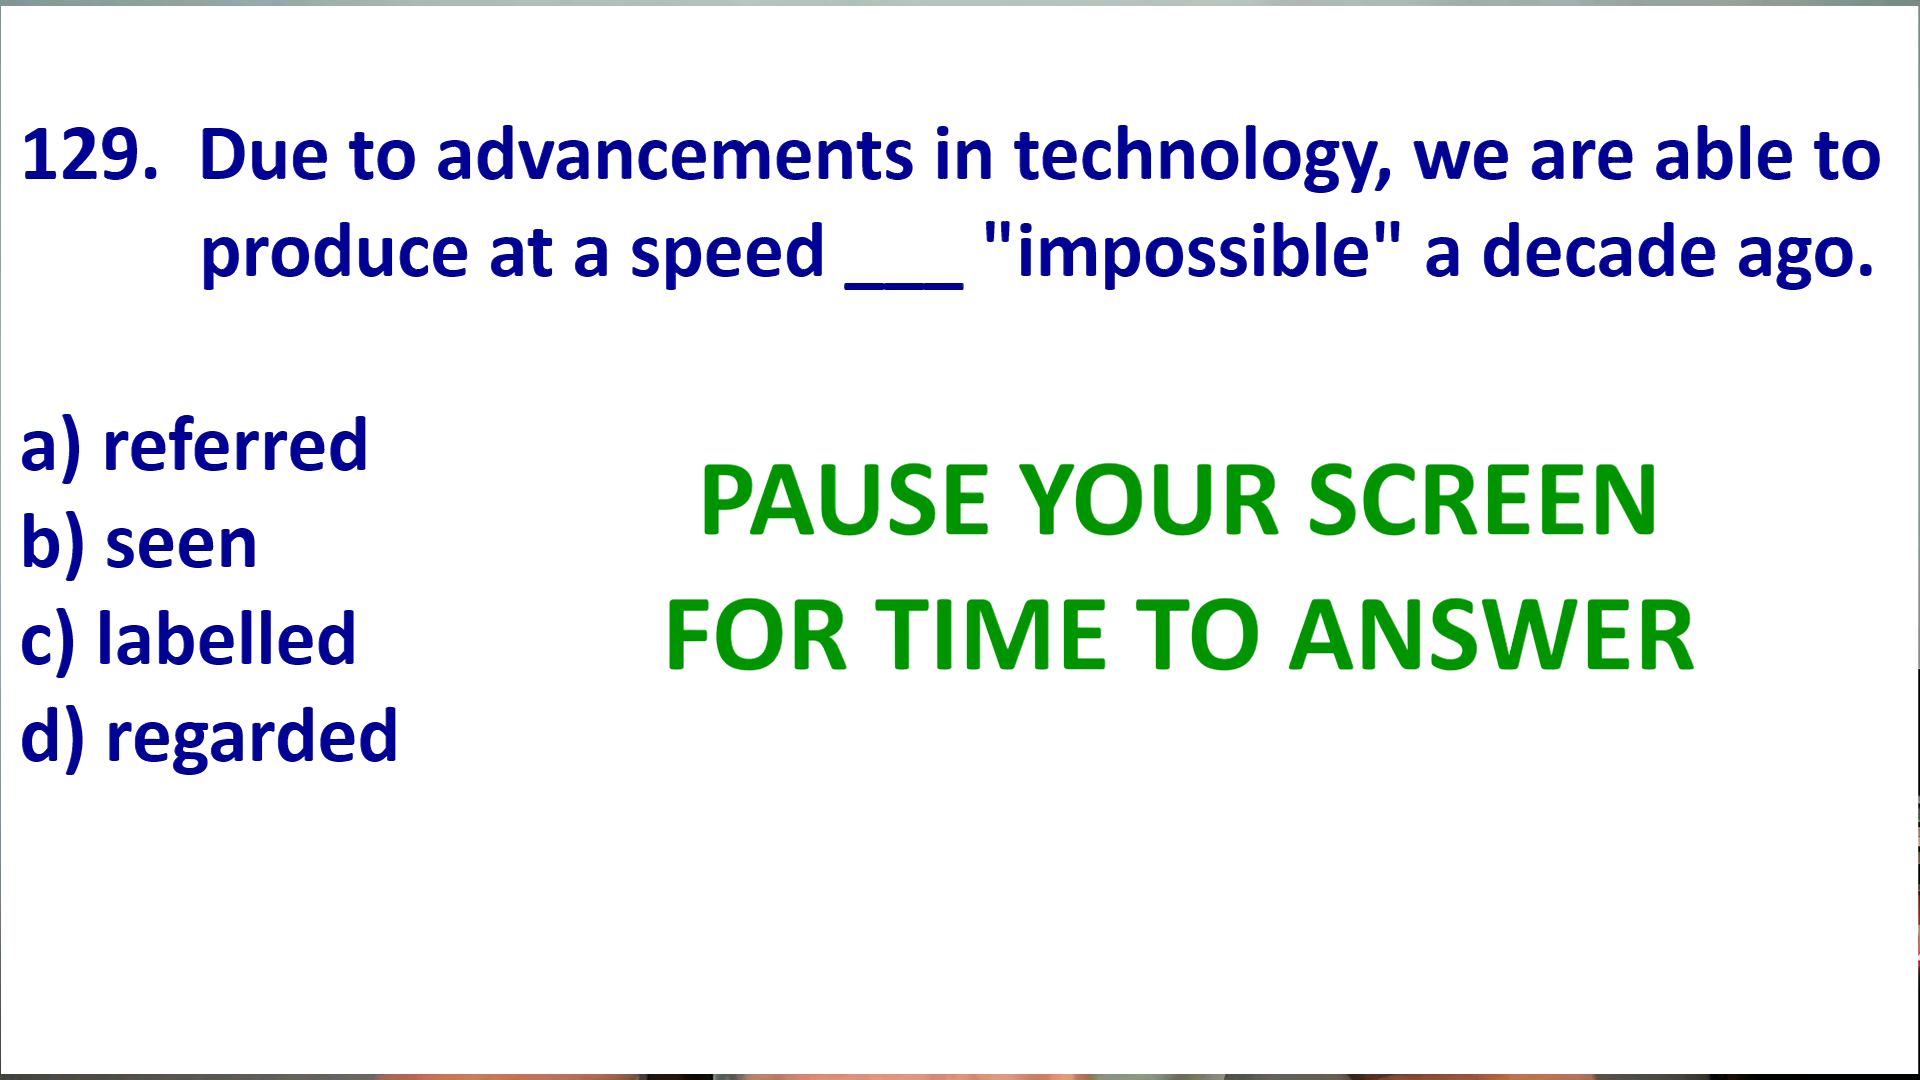 129. Due to advancements in technology, we are able to
produce at a speed ___ "impossible" a decade ago.
a) referred
b) seen
c) labelled
d) regarded
PAUSE YOUR SCREEN
FOR TIME TO ANSWER